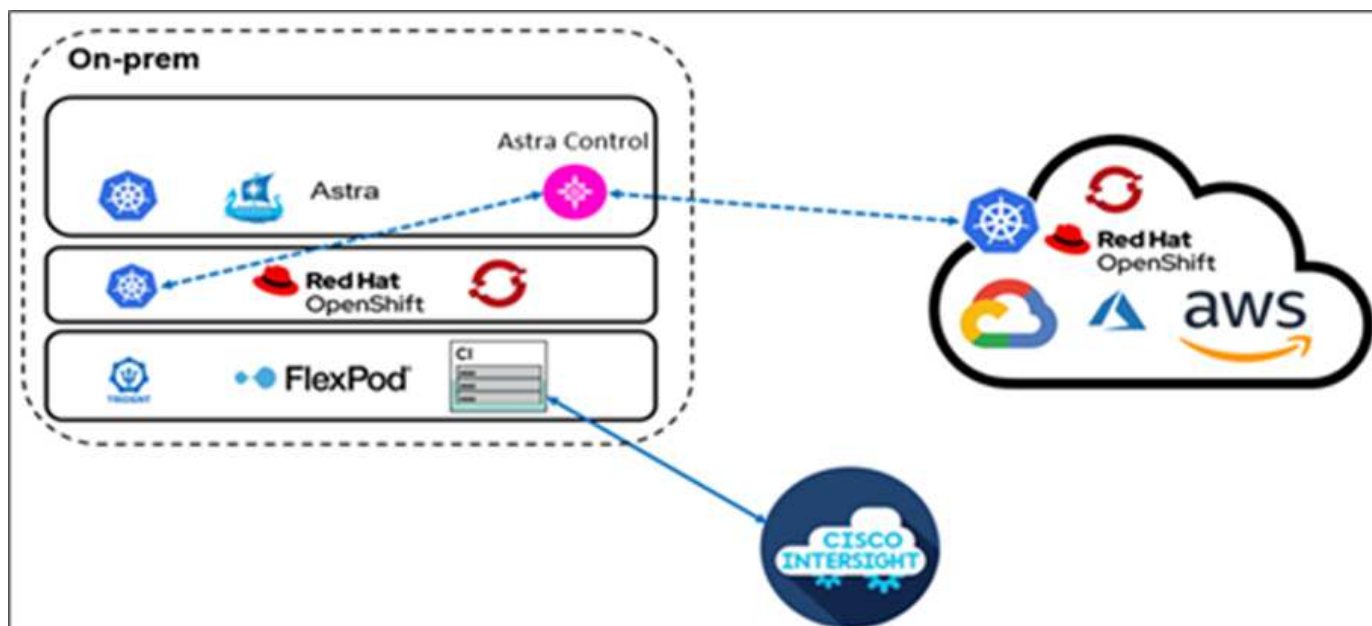 On-prem
Astra Control
Astra
Red Hat
OpenShift
TRIDENT
FlexPod
CI
Red Hat
OpenShift
aws
CISCO
INTERSIGHT